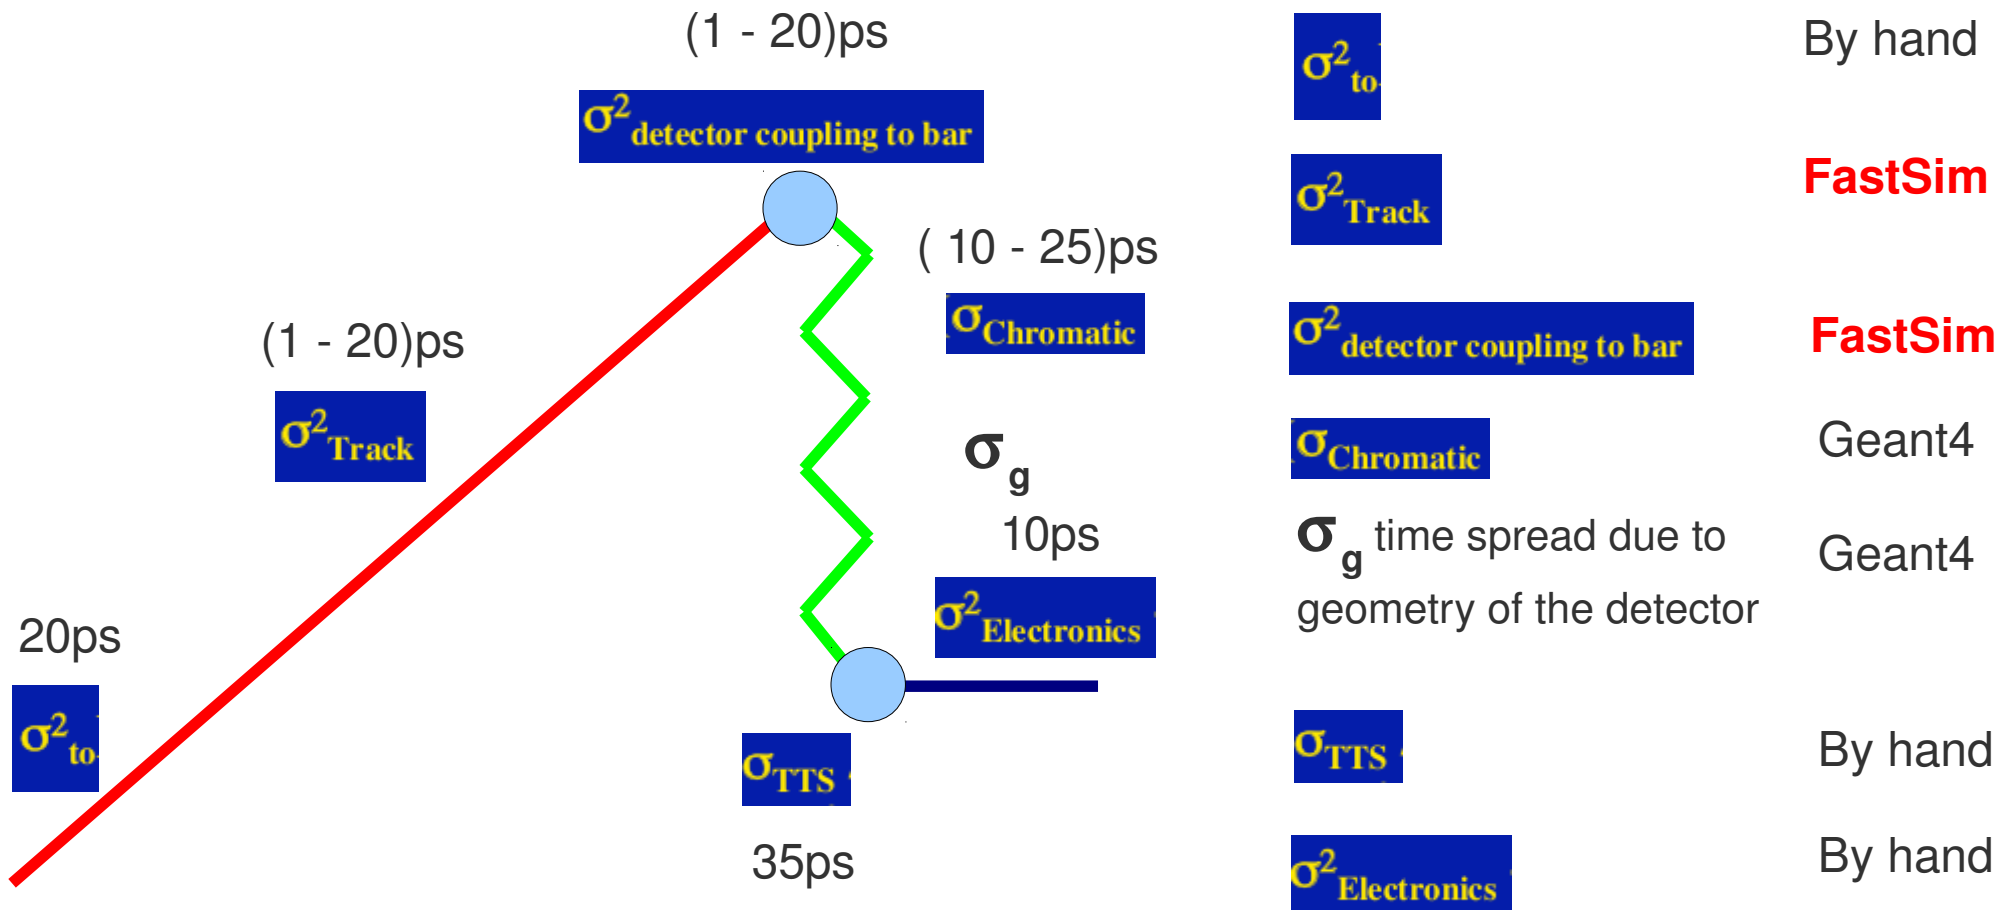 (1 - 20)ps
σ²detector coupling to bar
( 10 - 25)ps
σChromatic
(1 - 20)ps
σ²Track
σg
10ps
σ²Electronics
20ps
σ²to
σTTS
35ps
σ²to By hand
σ²Track FastSim
σ²detector coupling to bar FastSim
σChromatic Geant4
σg time spread due to Geant4
geometry of the detector
σTTS By hand
σ²Electronics By hand